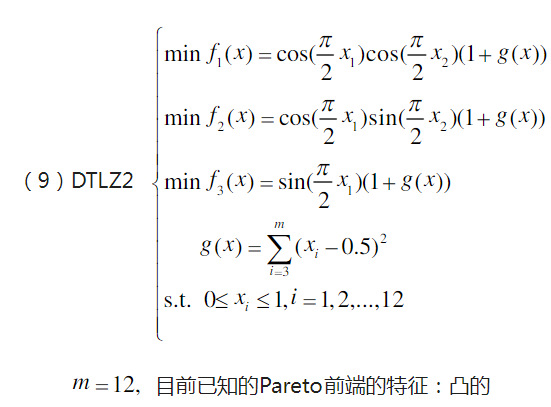 min f₁(x) = cos(π/2 x₁)cos(π/2 x₂)(1 + g(x))
min f₂(x) = cos(π/2 x₁)sin(π/2 x₂)(1 + g(x))
(9)DTLZ2 min f₃(x) = sin(π/2 x₁)(1 + g(x))
g(x) = ∑_{i=3}^{m} (xᵢ − 0.5)²
s.t. 0≤ xᵢ ≤ 1, i = 1, 2, ..., 12
m = 12, 目前已知的Pareto前端的特征：凸的